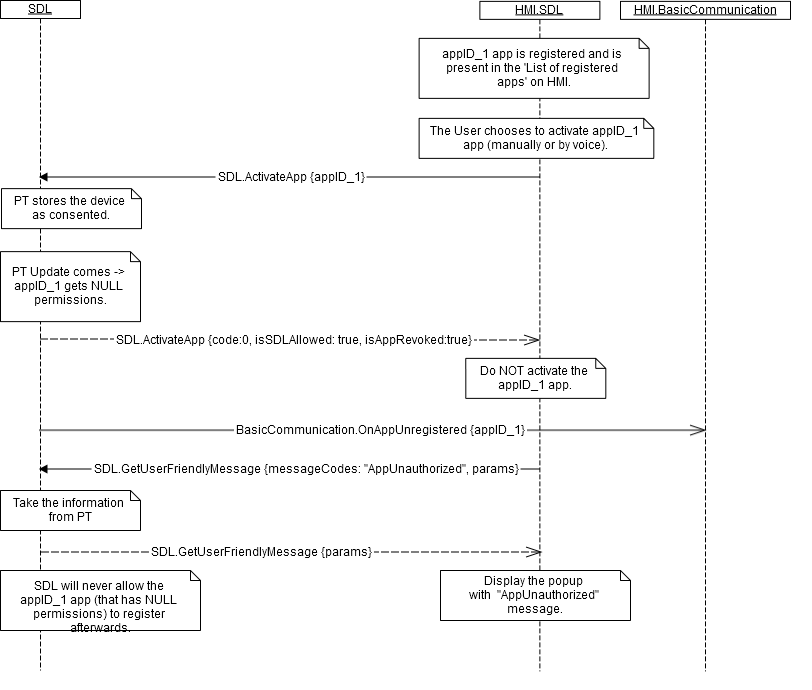 SDL
HMI.SDL
HMI.BasicCommunication
appID_1 app is registered and is
present in the 'List of registered
apps' on HMI.
The User chooses to activate appID_1
app (manually or by voice).
SDL.ActivateApp {appID_1}
PT stores the device
as consented.
PT Update comes ->
appID_1 gets NULL
permissions.
SDL.ActivateApp {code:0, isSDLAllowed: true, isAppRevoked:true}
Do NOT activate the
appID_1 app.
BasicCommunication.OnAppUnregistered {appID_1}
SDL.GetUserFriendlyMessage {messageCodes: "AppUnauthorized", params}
Take the information
from PT
SDL.GetUserFriendlyMessage {params}
SDL will never allow the
appID_1 app (that has NULL
permissions) to register
afterwards.
Display the popup
with "AppUnauthorized"
message.